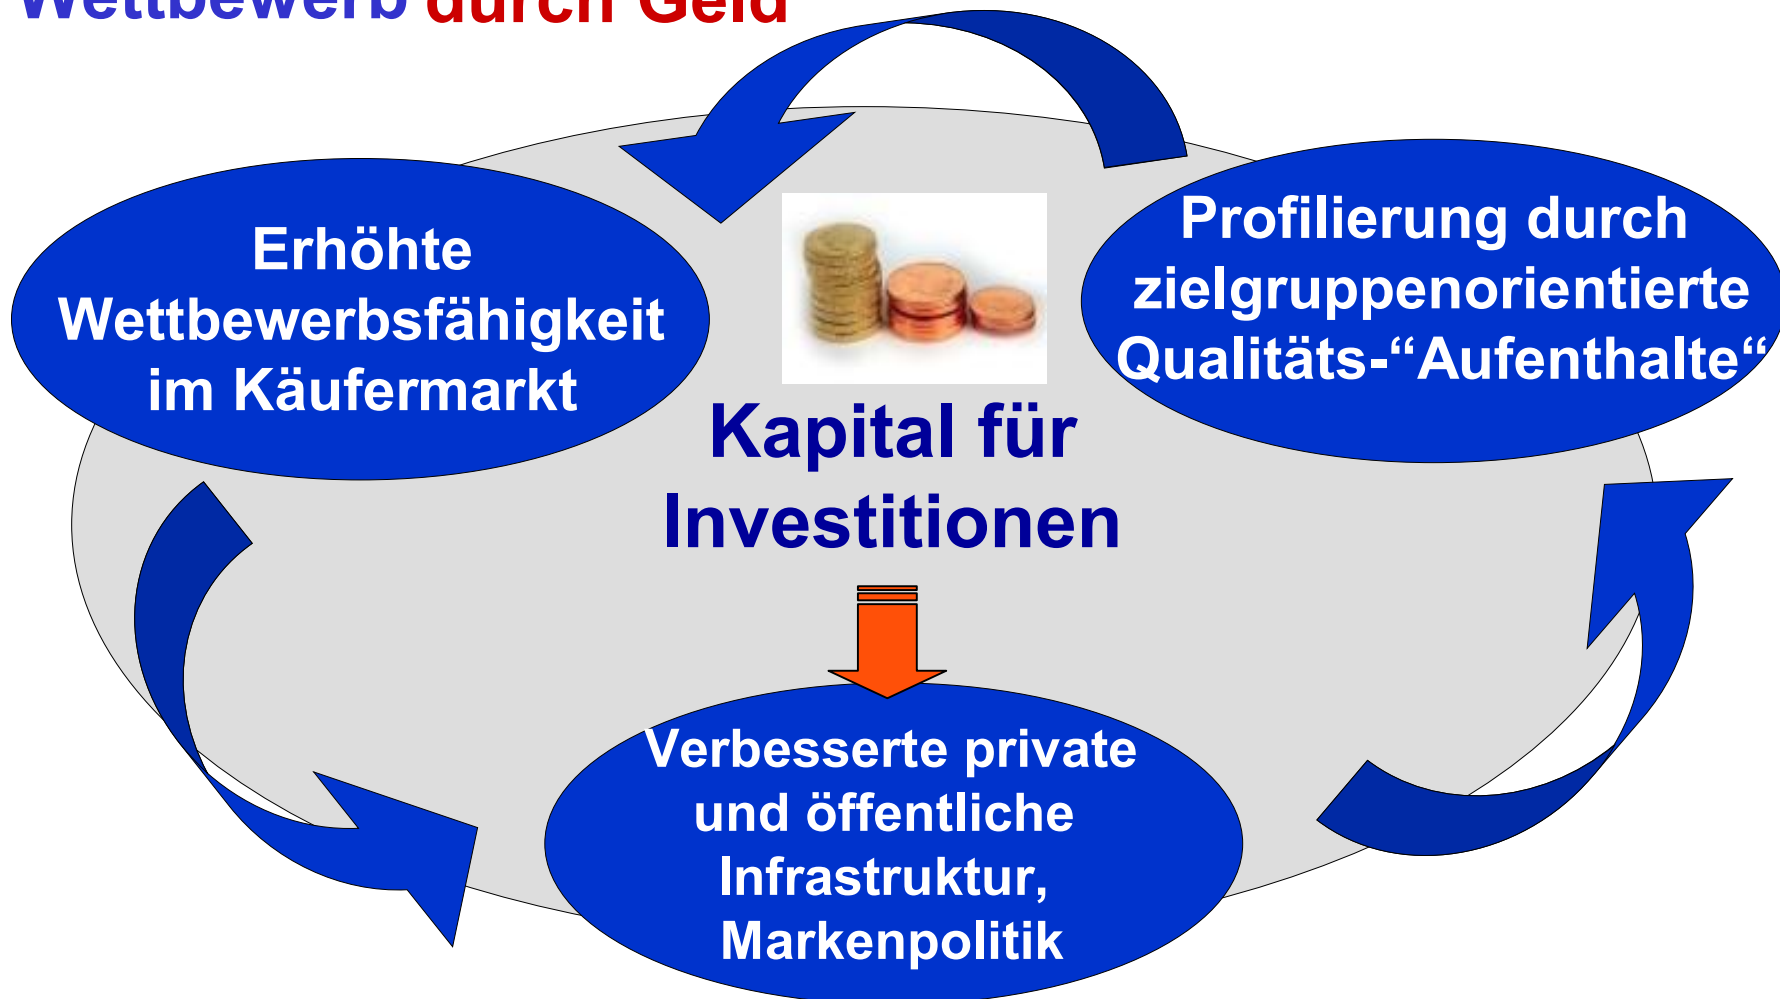 Wettbewerb durch Geld
Erhöhte
Wettbewerbsfähigkeit
im Käufermarkt
Profilierung durch
zielgruppenorientierte
Qualitäts-“Aufenthalte“
Kapital für
Investitionen
Verbesserte private
und öffentliche
Infrastruktur,
Markenpolitik